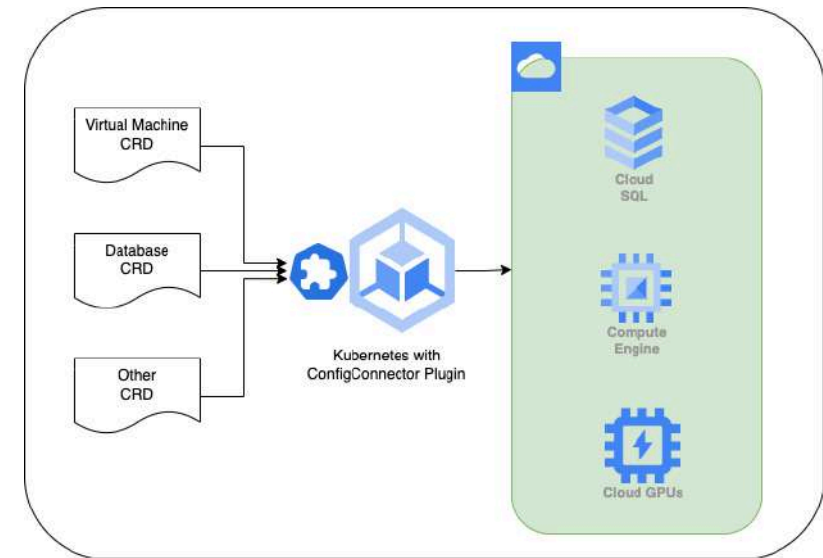 Virtual Machine
CRD
Database
CRD
Other
CRD
Kubernetes with
ConfigConnector Plugin
Cloud
SQL
Compute
Engine
Cloud GPUs